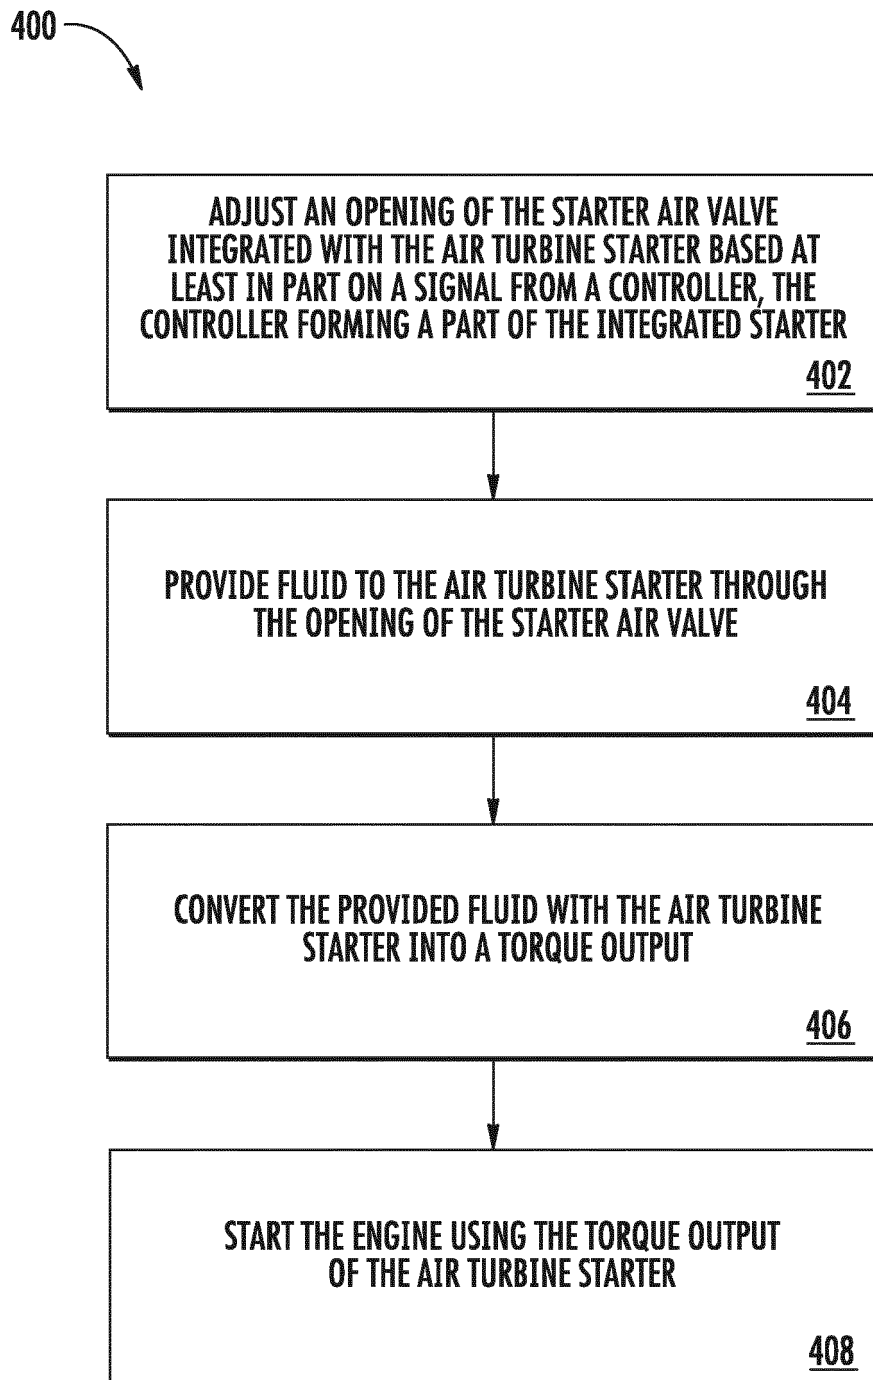 400
ADJUST AN OPENING OF THE STARTER AIR VALVE
INTEGRATED WITH THE AIR TURBINE STARTER BASED AT
LEAST IN PART ON A SIGNAL FROM A CONTROLLER, THE
CONTROLLER FORMING A PART OF THE INTEGRATED STARTER
402
PROVIDE FLUID TO THE AIR TURBINE STARTER THROUGH
THE OPENING OF THE STARTER AIR VALVE
404
CONVERT THE PROVIDED FLUID WITH THE AIR TURBINE
STARTER INTO A TORQUE OUTPUT
406
START THE ENGINE USING THE TORQUE OUTPUT
OF THE AIR TURBINE STARTER
408